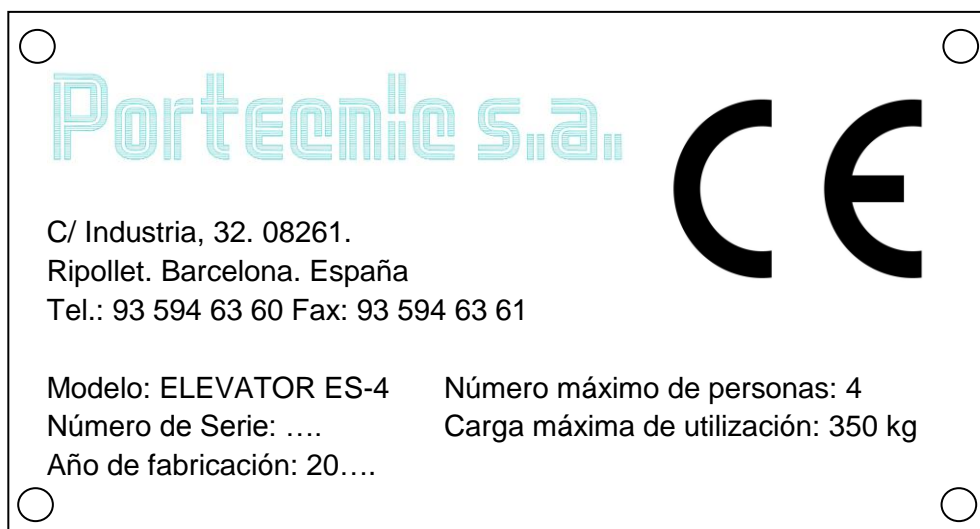 Portecnic s.a.
CE
C/ Industria, 32. 08261.
Ripollet. Barcelona. España
Tel.: 93 594 63 60 Fax: 93 594 63 61
Modelo: ELEVATOR ES-4 Número máximo de personas: 4
Número de Serie: …. Carga máxima de utilización: 350 kg
Año de fabricación: 20….